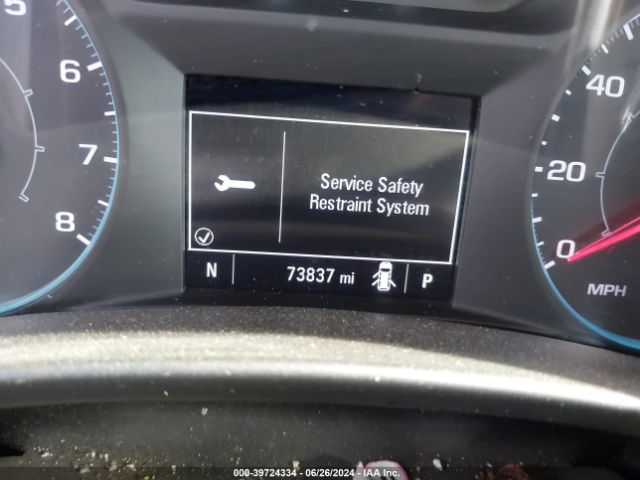 5
6
7
8
Service Safety
Restraint System
N 73837 mi P
40
20
0
MPH
000-39724334 | 06/26/2024 | IAA Inc.